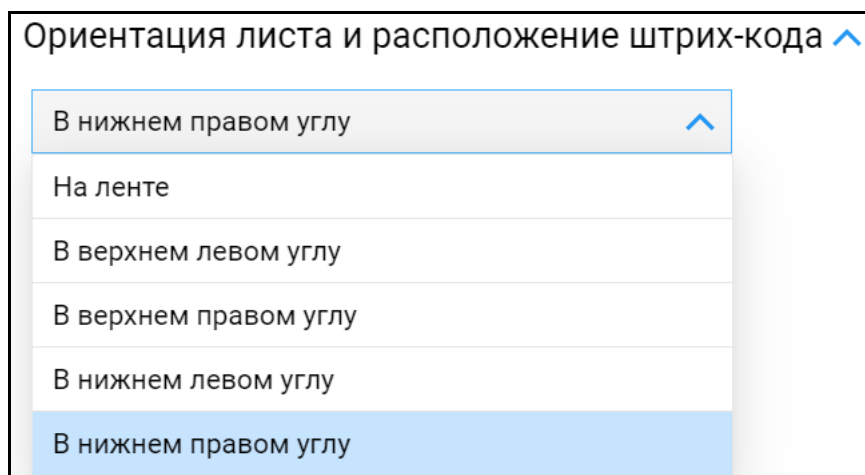 Ориентация листа и расположение штрих-кода
В нижнем правом углу
На ленте
В верхнем левом углу
В верхнем правом углу
В нижнем левом углу
В нижнем правом углу